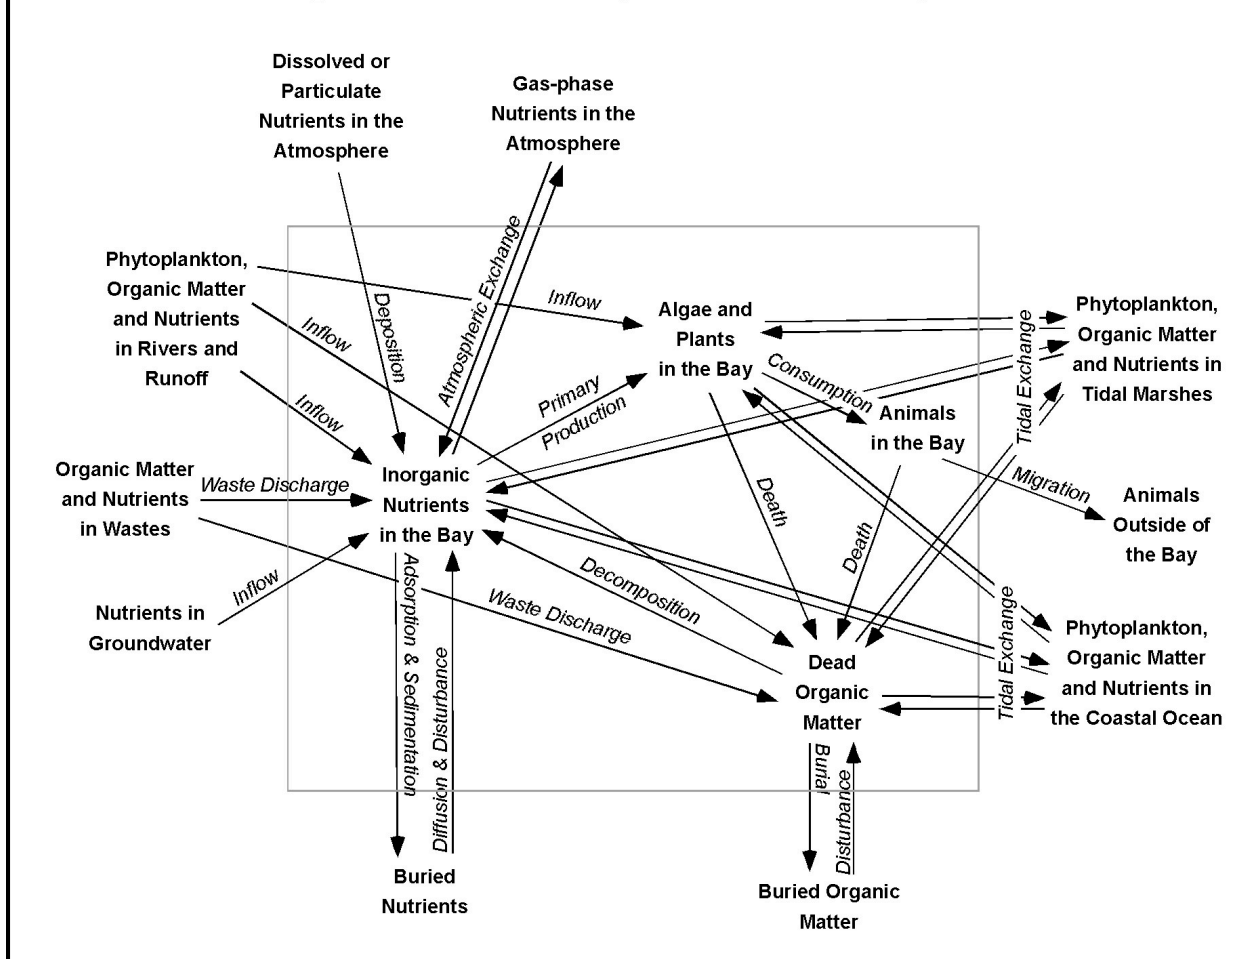 Dissolved or
Particulate
Nutrients in the
Atmosphere
Gas-phase
Nutrients in the
Atmosphere
Phytoplankton,
Organic Matter
and Nutrients
in Rivers and
Runoff
Deposition
Atmospheric Exchange
Inflow
Inflow
Inflow
Algae and
Plants
in the Bay
Phytoplankton,
Organic Matter
and Nutrients in
Tidal Marshes
Tidal Exchange
Consumption
Primary
Production
Animals
in the Bay
Organic Matter
and Nutrients
in Wastes
Waste Discharge
Inorganic
Nutrients
in the Bay
Migration
Animals
Outside of
the Bay
Death
Death
Nutrients in
Groundwater
Inflow
Decomposition
Waste Discharge
Adsorption & Sedimentation
Diffusion & Disturbance
Dead
Organic
Matter
Tidal Exchange
Phytoplankton,
Organic Matter
and Nutrients in
the Coastal Ocean
Burial
Disturbance
Buried
Nutrients
Buried Organic
Matter